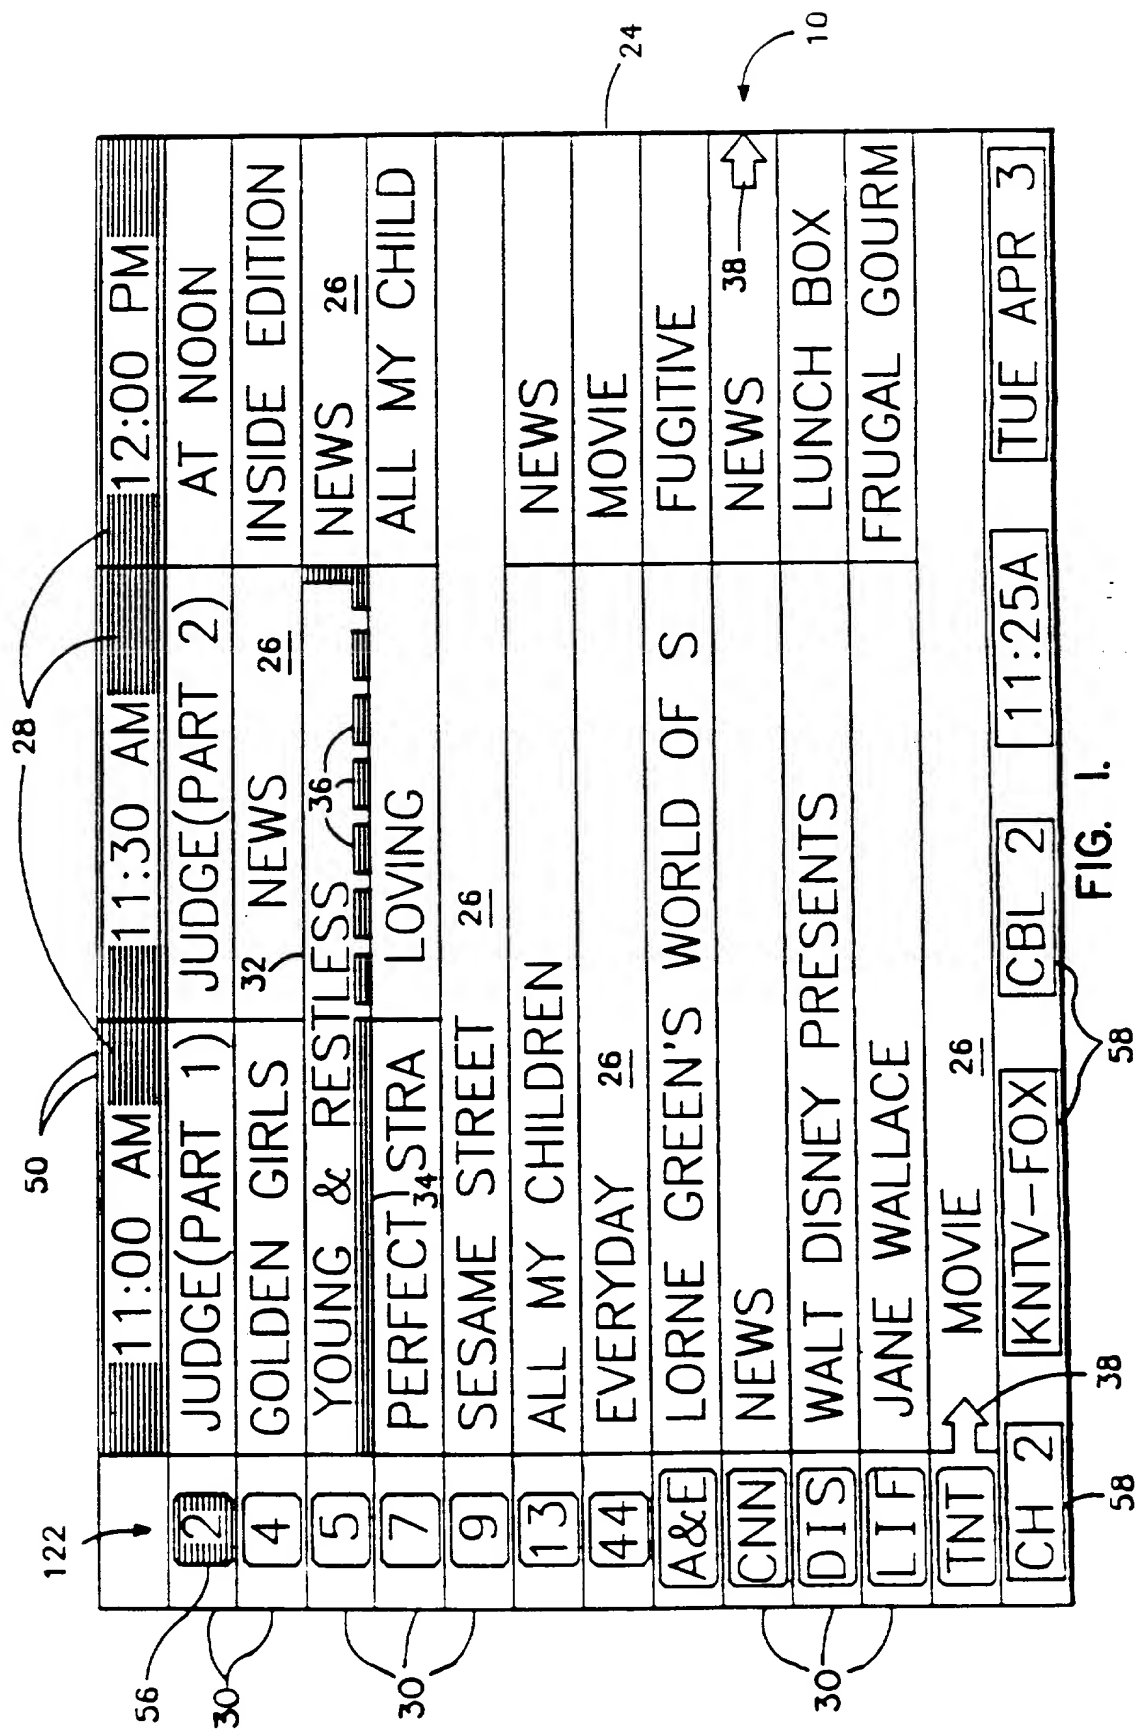 50 28
122 11:00 AM 11:30 AM 12:00 PM
56 2 JUDGE(PART 1) JUDGE(PART 2) AT NOON
30 4 GOLDEN GIRLS 32 NEWS 26 INSIDE EDITION
5 YOUNG & RESTLESS 36 NEWS 26
30 7 PERFECT STRA 34 LOVING ALL MY CHILD
9 SESAME STREET 26
13 ALL MY CHILDREN NEWS
44 EVERYDAY 26 MOVIE 24
A&E LORNE GREEN'S WORLD OF S FUGITIVE
CNN NEWS NEWS 38 10
30 DIS WALT DISNEY PRESENTS LUNCH BOX
LIF JANE WALLACE FRUGAL GOURM
TNT MOVIE 26
CH 2 KNTV-FOX CBL 2 11:25A TUE APR 3
58 38 58
FIG. 1.